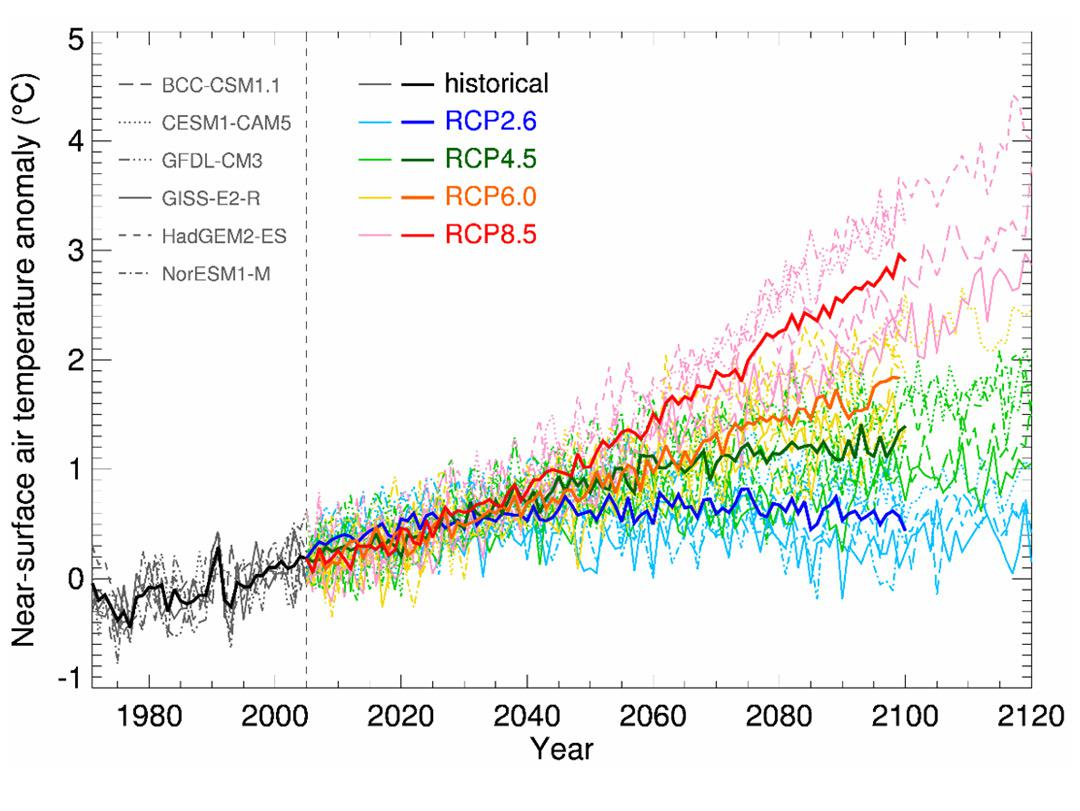 Near-surface air temperature anomaly (°C)
5
4
3
2
1
0
-1
BCC-CSM1.1
CESM1-CAM5
GFDL-CM3
GISS-E2-R
HadGEM2-ES
NorESM1-M
historical
RCP2.6
RCP4.5
RCP6.0
RCP8.5
1980 2000 2020 2040 2060 2080 2100 2120
Year